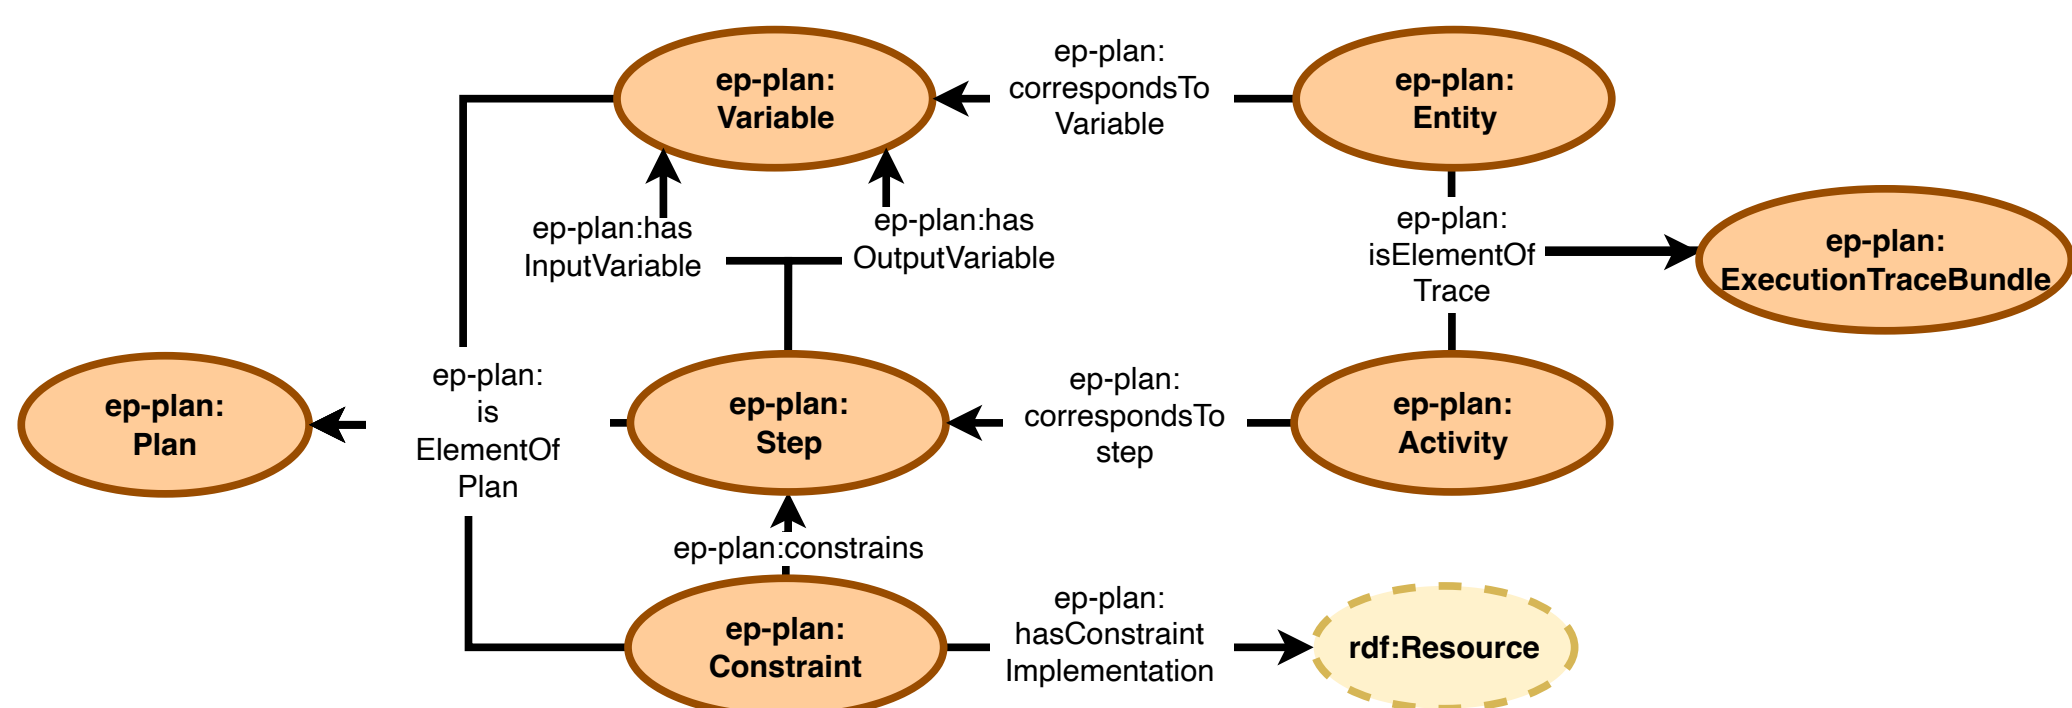 ep-plan:
Variable
ep-plan:
correspondsTo
Variable
ep-plan:
Entity
ep-plan:has
InputVariable
ep-plan:has
OutputVariable
ep-plan:
isElementOf
Trace
ep-plan:
ExecutionTraceBundle
ep-plan:
Plan
ep-plan:
is
ElementOf
Plan
ep-plan:
Step
ep-plan:
correspondsTo
step
ep-plan:
Activity
ep-plan:constrains
ep-plan:
Constraint
ep-plan:
hasConstraint
Implementation
rdf:Resource